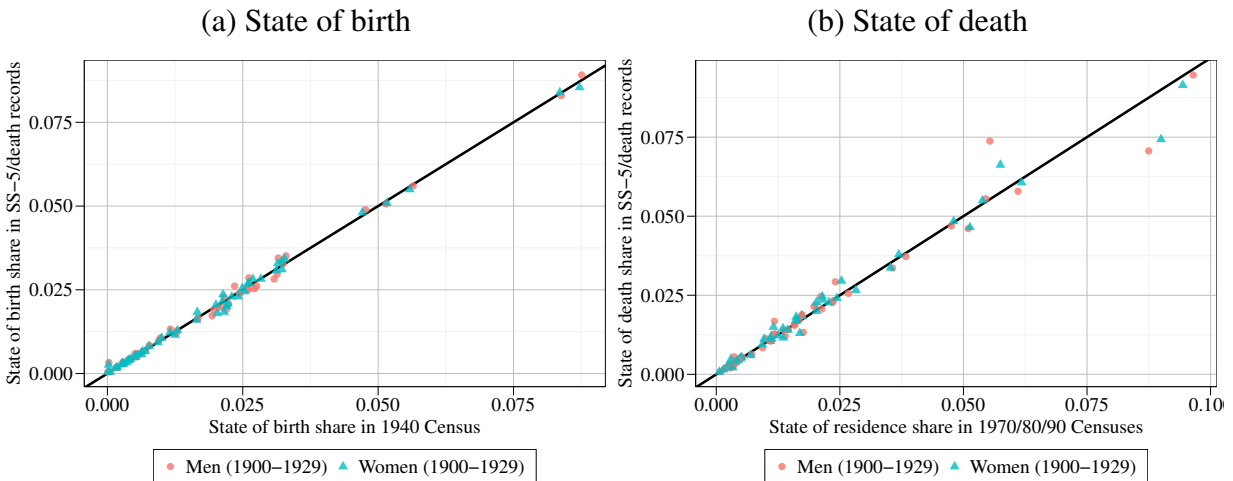 (a) State of birth
State of birth share in SS−5/death records
0.075
0.050
0.025
0.000
0.000 0.025 0.050 0.075
State of birth share in 1940 Census
Men (1900−1929) Women (1900−1929)
(b) State of death
State of death share in SS−5/death records
0.075
0.050
0.025
0.000
0.000 0.025 0.050 0.075 0.10
State of residence share in 1970/80/90 Censuses
Men (1900−1929) Women (1900−1929)